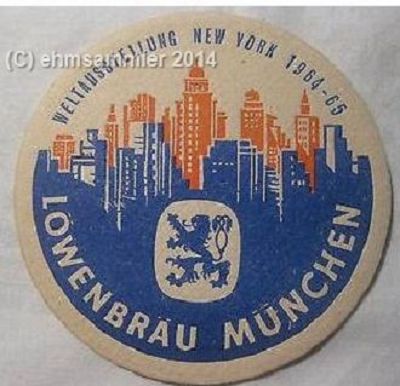 (C) ehmsammler 2014
WELTAUSSTELLUNG NEW YORK 1964-65
LÖWENBRÄU MÜNCHEN